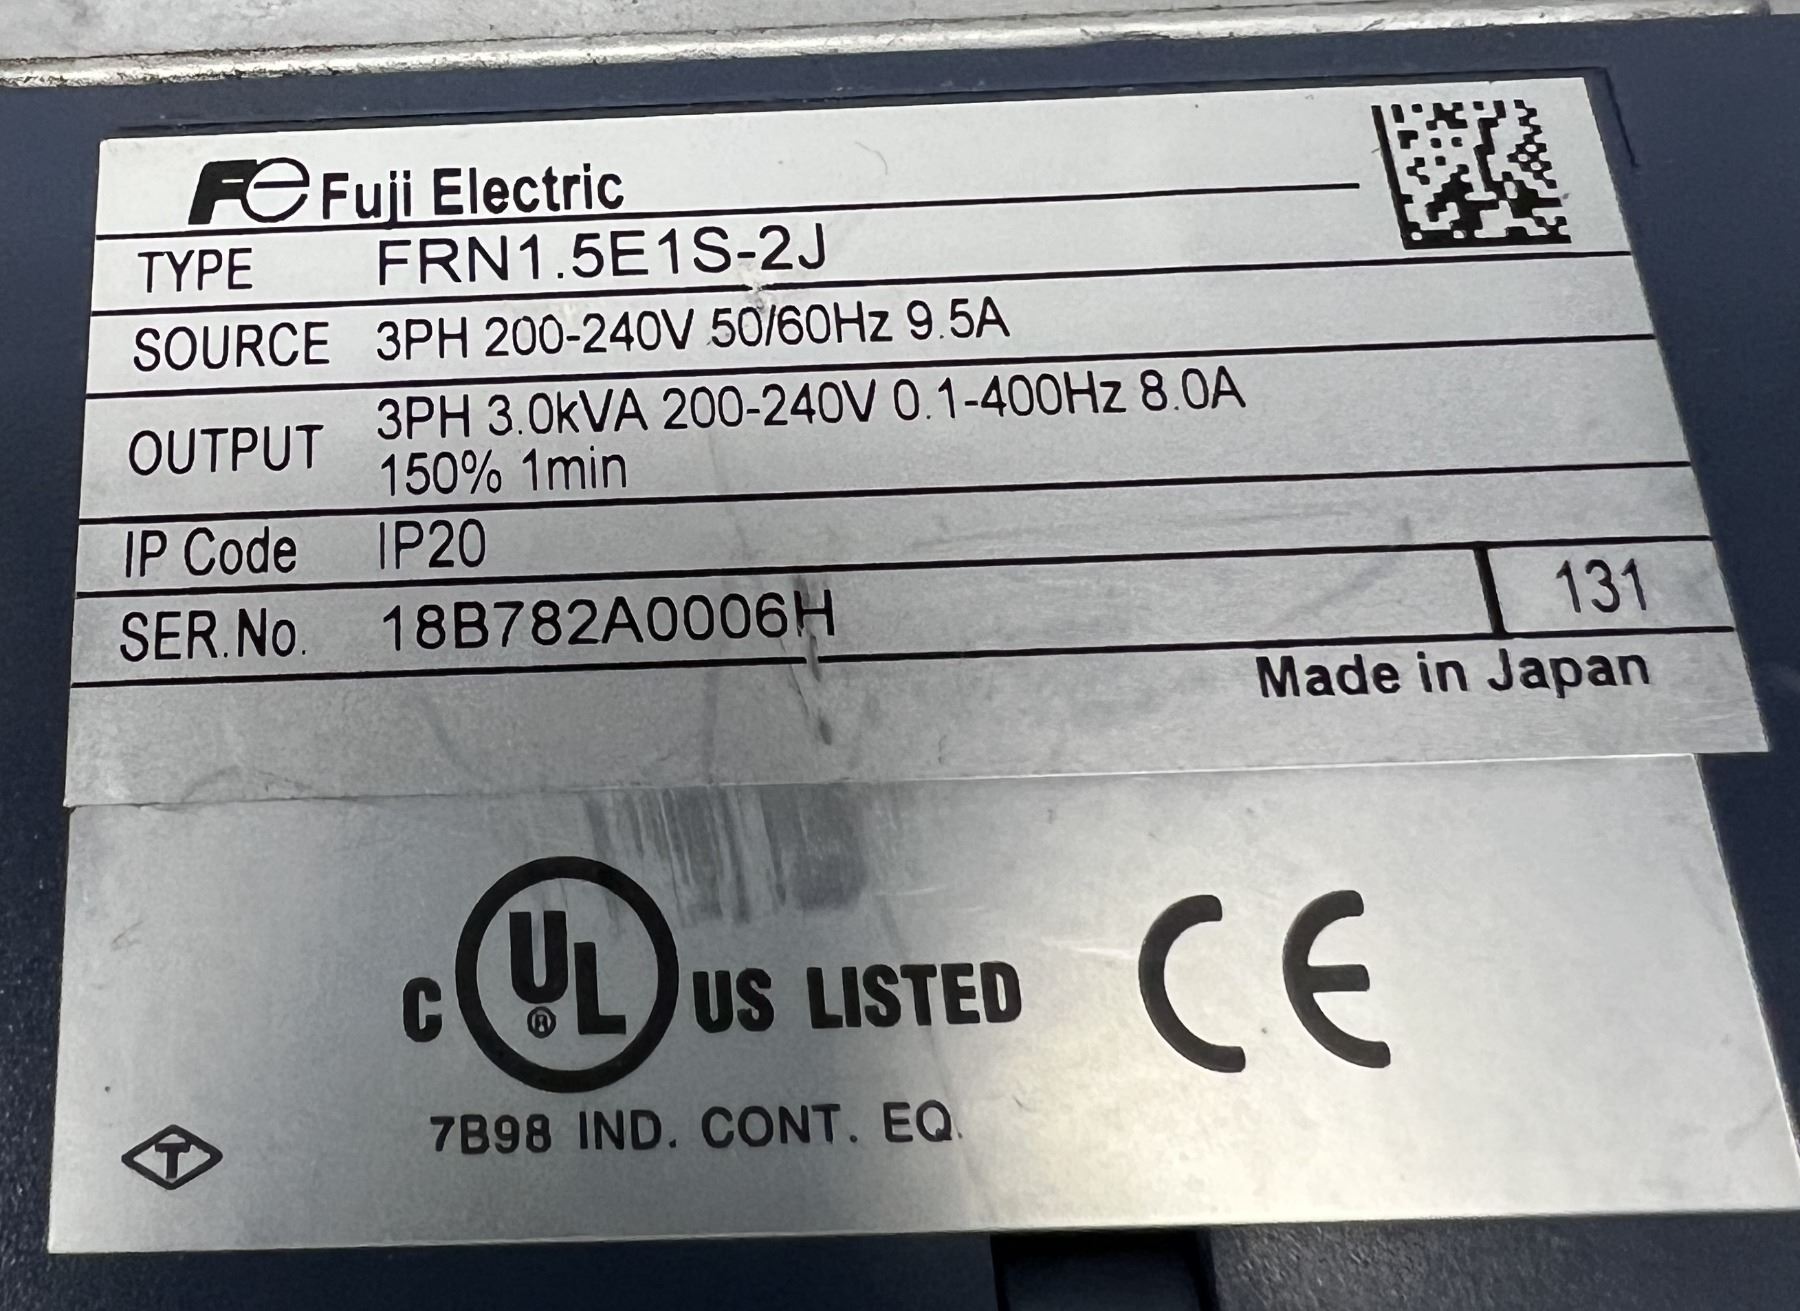 Fe Fuji Electric
TYPE FRN1.5E1S-2J
SOURCE 3PH 200-240V 50/60Hz 9.5A
OUTPUT 3PH 3.0kVA 200-240V 0.1-400Hz 8.0A
150% 1min
IP Code IP20
SER.No. 18B782A0006H 131
Made in Japan
C UL® US LISTED CE
7B98 IND. CONT. EQ.
T